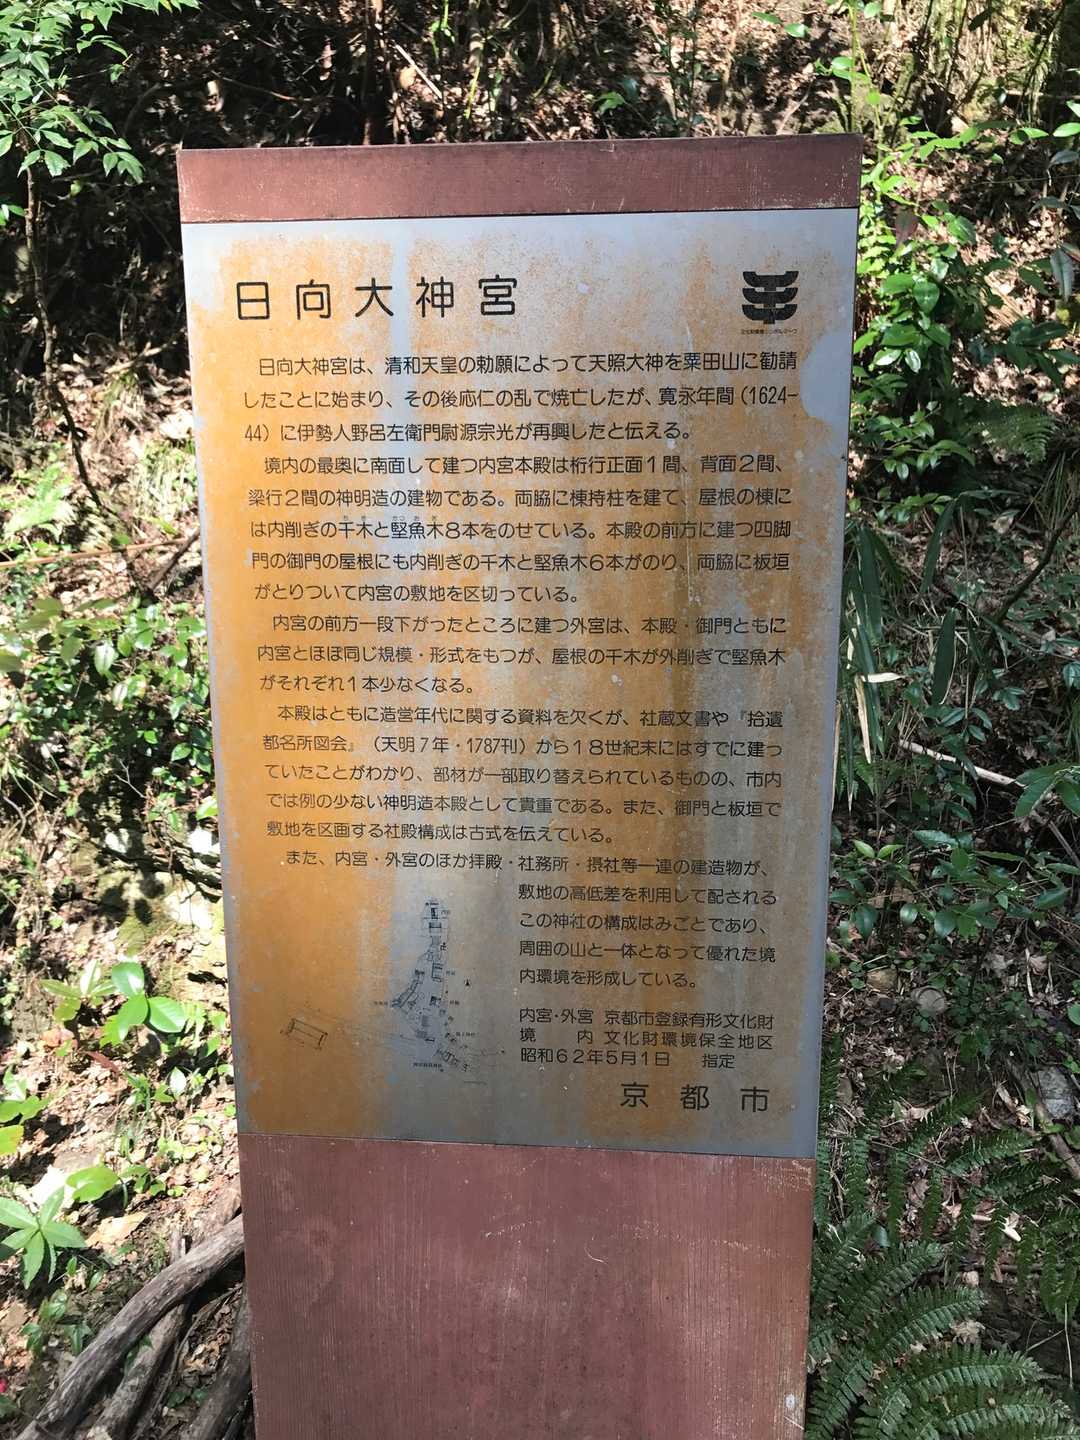 日向大神宮
日向大神宮は、清和天皇の勅願によって天照大神を粟田山に勧請
したことに始まり、その後応仁の乱で焼亡したが、寛永年間(1624-
44)に伊勢人野呂左衛門尉源宗光が再興したと伝える。
境内の最奥に南面して建つ内宮本殿は桁行正面1間、背面2間、
梁行2間の神明造の建物である。両脇に棟持柱を建て、屋根の棟に
は内削ぎの千木と堅魚木8本をのせている。本殿の前方に建つ四脚
門の御門の屋根にも内削ぎの千木と堅魚木6本がのり、両脇に板垣
がとりついて内宮の敷地を区切っている。
内宮の前方一段下がったところに建つ外宮は、本殿・御門ともに
内宮とほぼ同じ規模・形式をもつが、屋根の千木が外削ぎで堅魚木
がそれぞれ1本少なくなる。
本殿はともに造営年代に関する資料を欠くが、社蔵文書や『拾遺
都名所図会』(天明7年・1787刊)から18世紀末にはすでに建っ
ていたことがわかり、部材が一部取り替えられているものの、市内
では例の少ない神明造本殿として貴重である。また、御門と板垣で
敷地を区画する社殿構成は古式を伝えている。
また、内宮・外宮のほか拝殿・社務所・摂社等一連の建造物が、
敷地の高低差を利用して配される
この神社の構成はみごとであり、
周囲の山と一体となって優れた境
内環境を形成している。
内宮・外宮 京都市登録有形文化財
境 内 文化財環境保全地区
昭和62年5月1日 指定
京都市